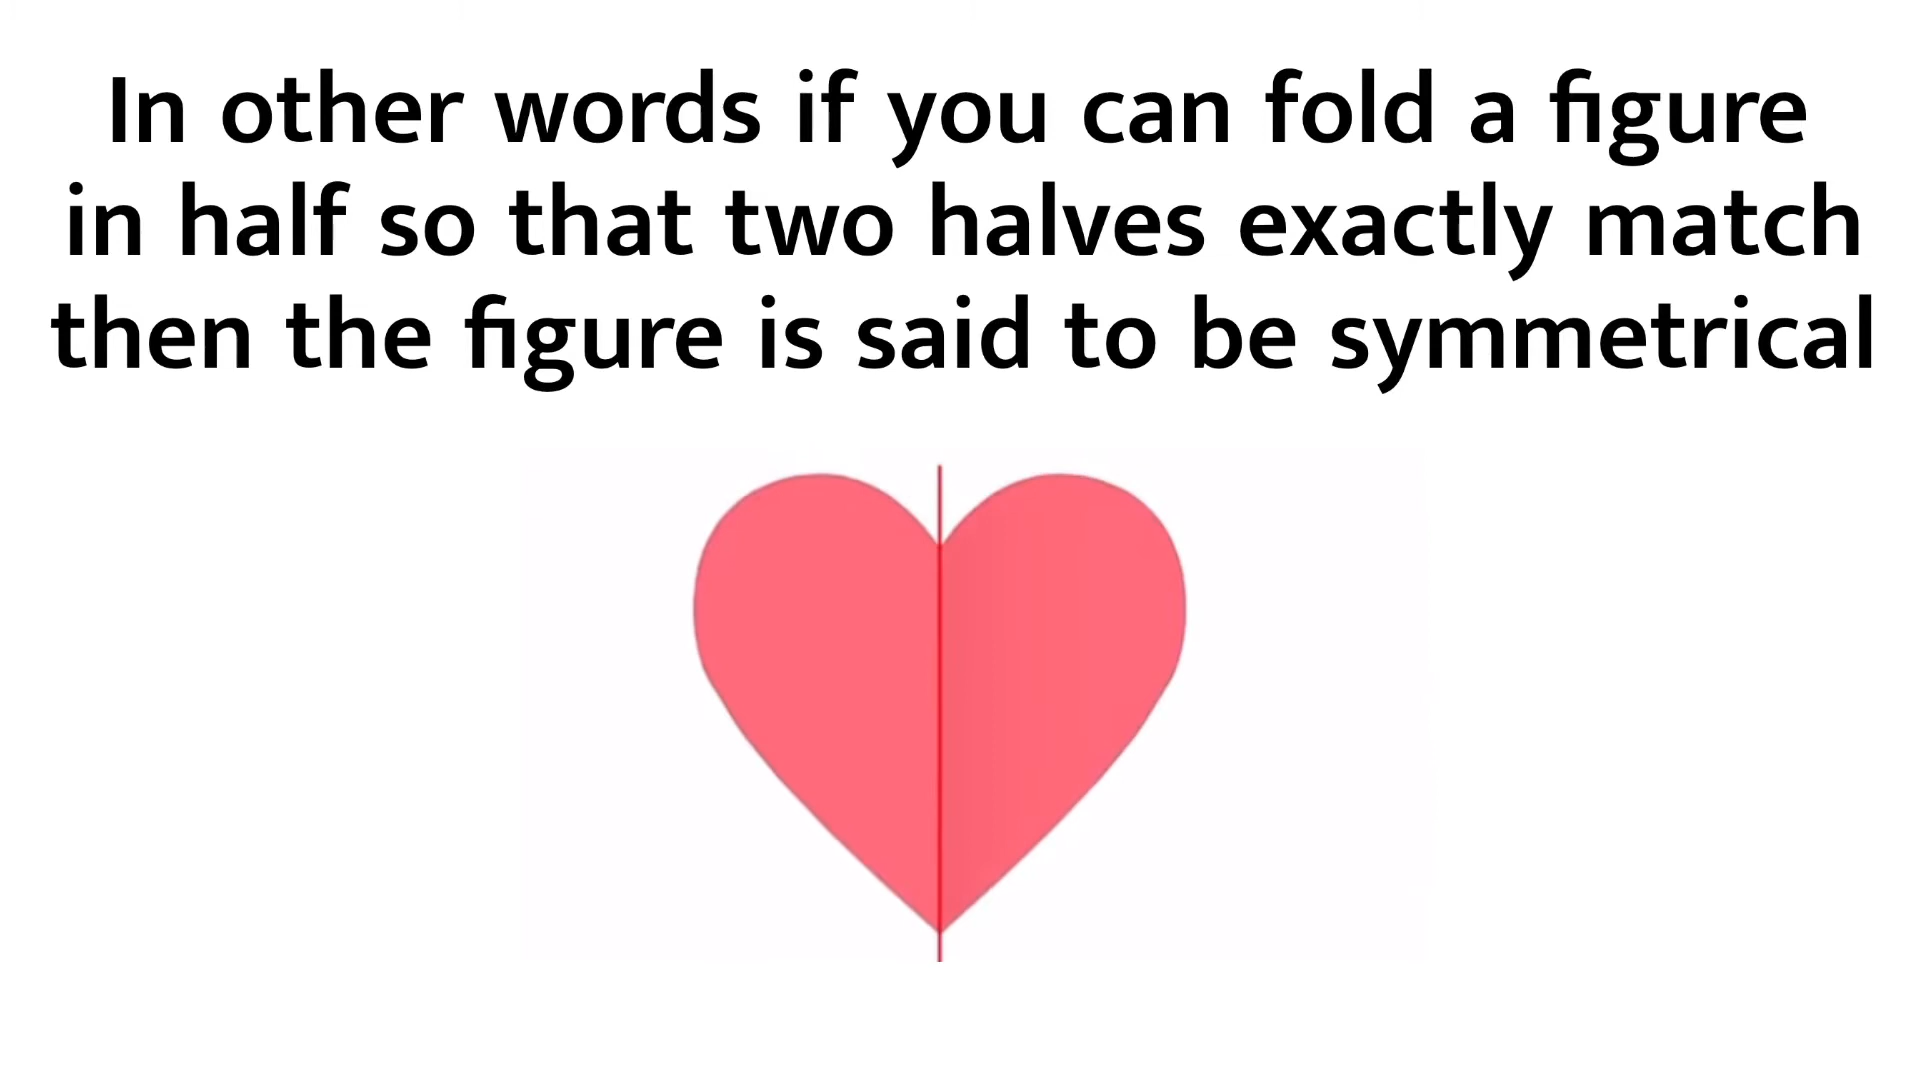 In other words if you can fold a figure
in half so that two halves exactly match
then the figure is said to be symmetrical